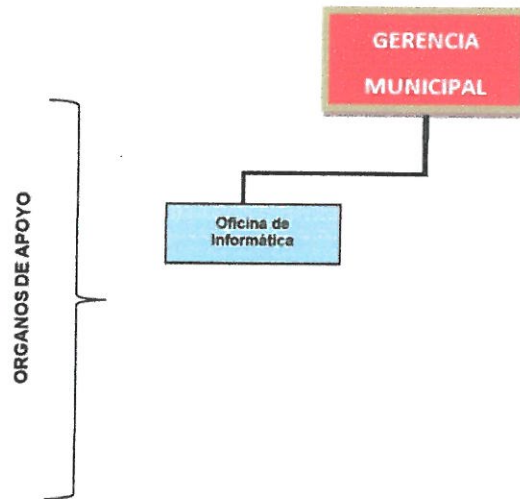 GERENCIA
MUNICIPAL
Oficina de
Informática
ORGANOS DE APOYO